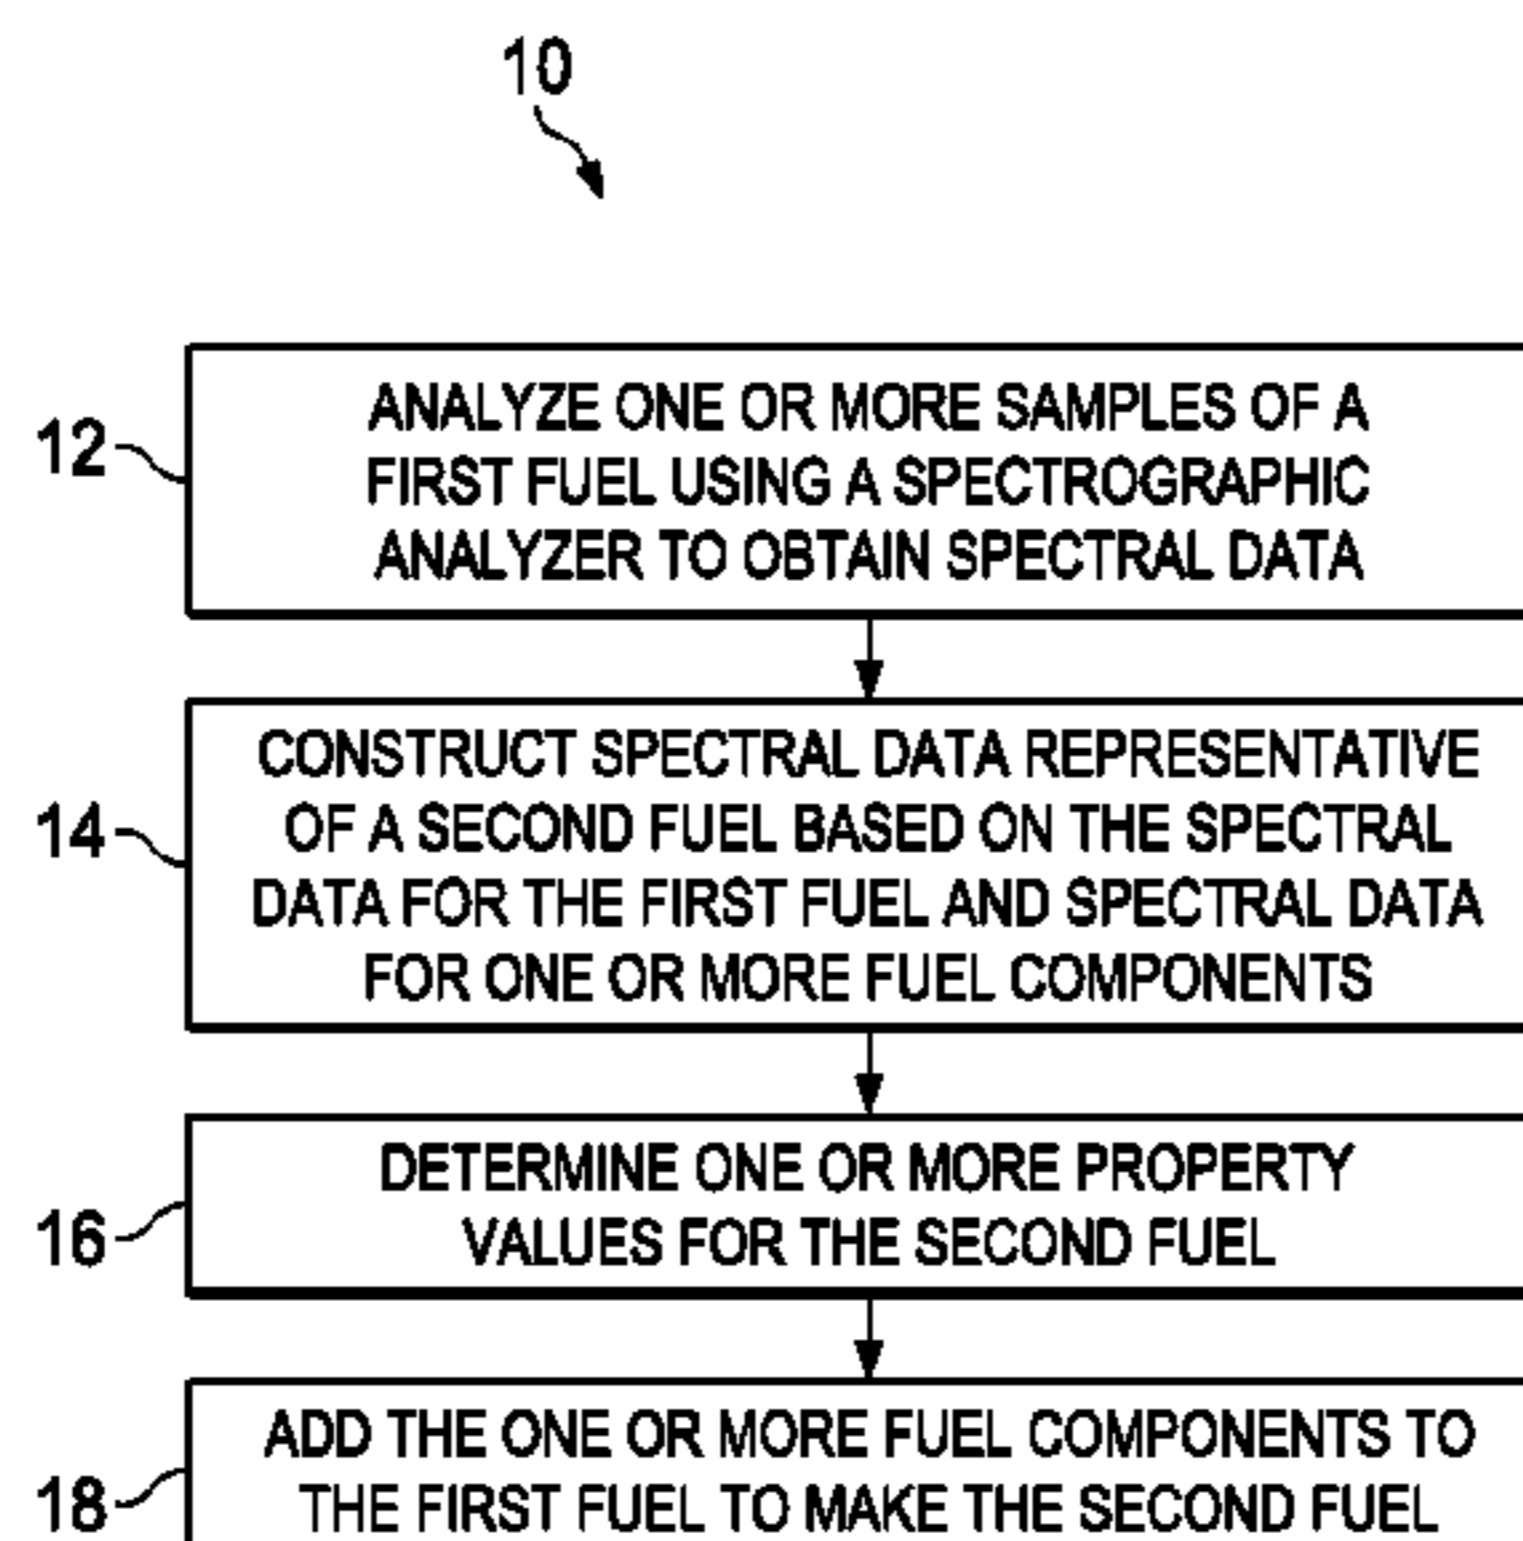 10
12
ANALYZE ONE OR MORE SAMPLES OF A
FIRST FUEL USING A SPECTROGRAPHIC
ANALYZER TO OBTAIN SPECTRAL DATA
14
CONSTRUCT SPECTRAL DATA REPRESENTATIVE
OF A SECOND FUEL BASED ON THE SPECTRAL
DATA FOR THE FIRST FUEL AND SPECTRAL DATA
FOR ONE OR MORE FUEL COMPONENTS
16
DETERMINE ONE OR MORE PROPERTY
VALUES FOR THE SECOND FUEL
18
ADD THE ONE OR MORE FUEL COMPONENTS TO
THE FIRST FUEL TO MAKE THE SECOND FUEL